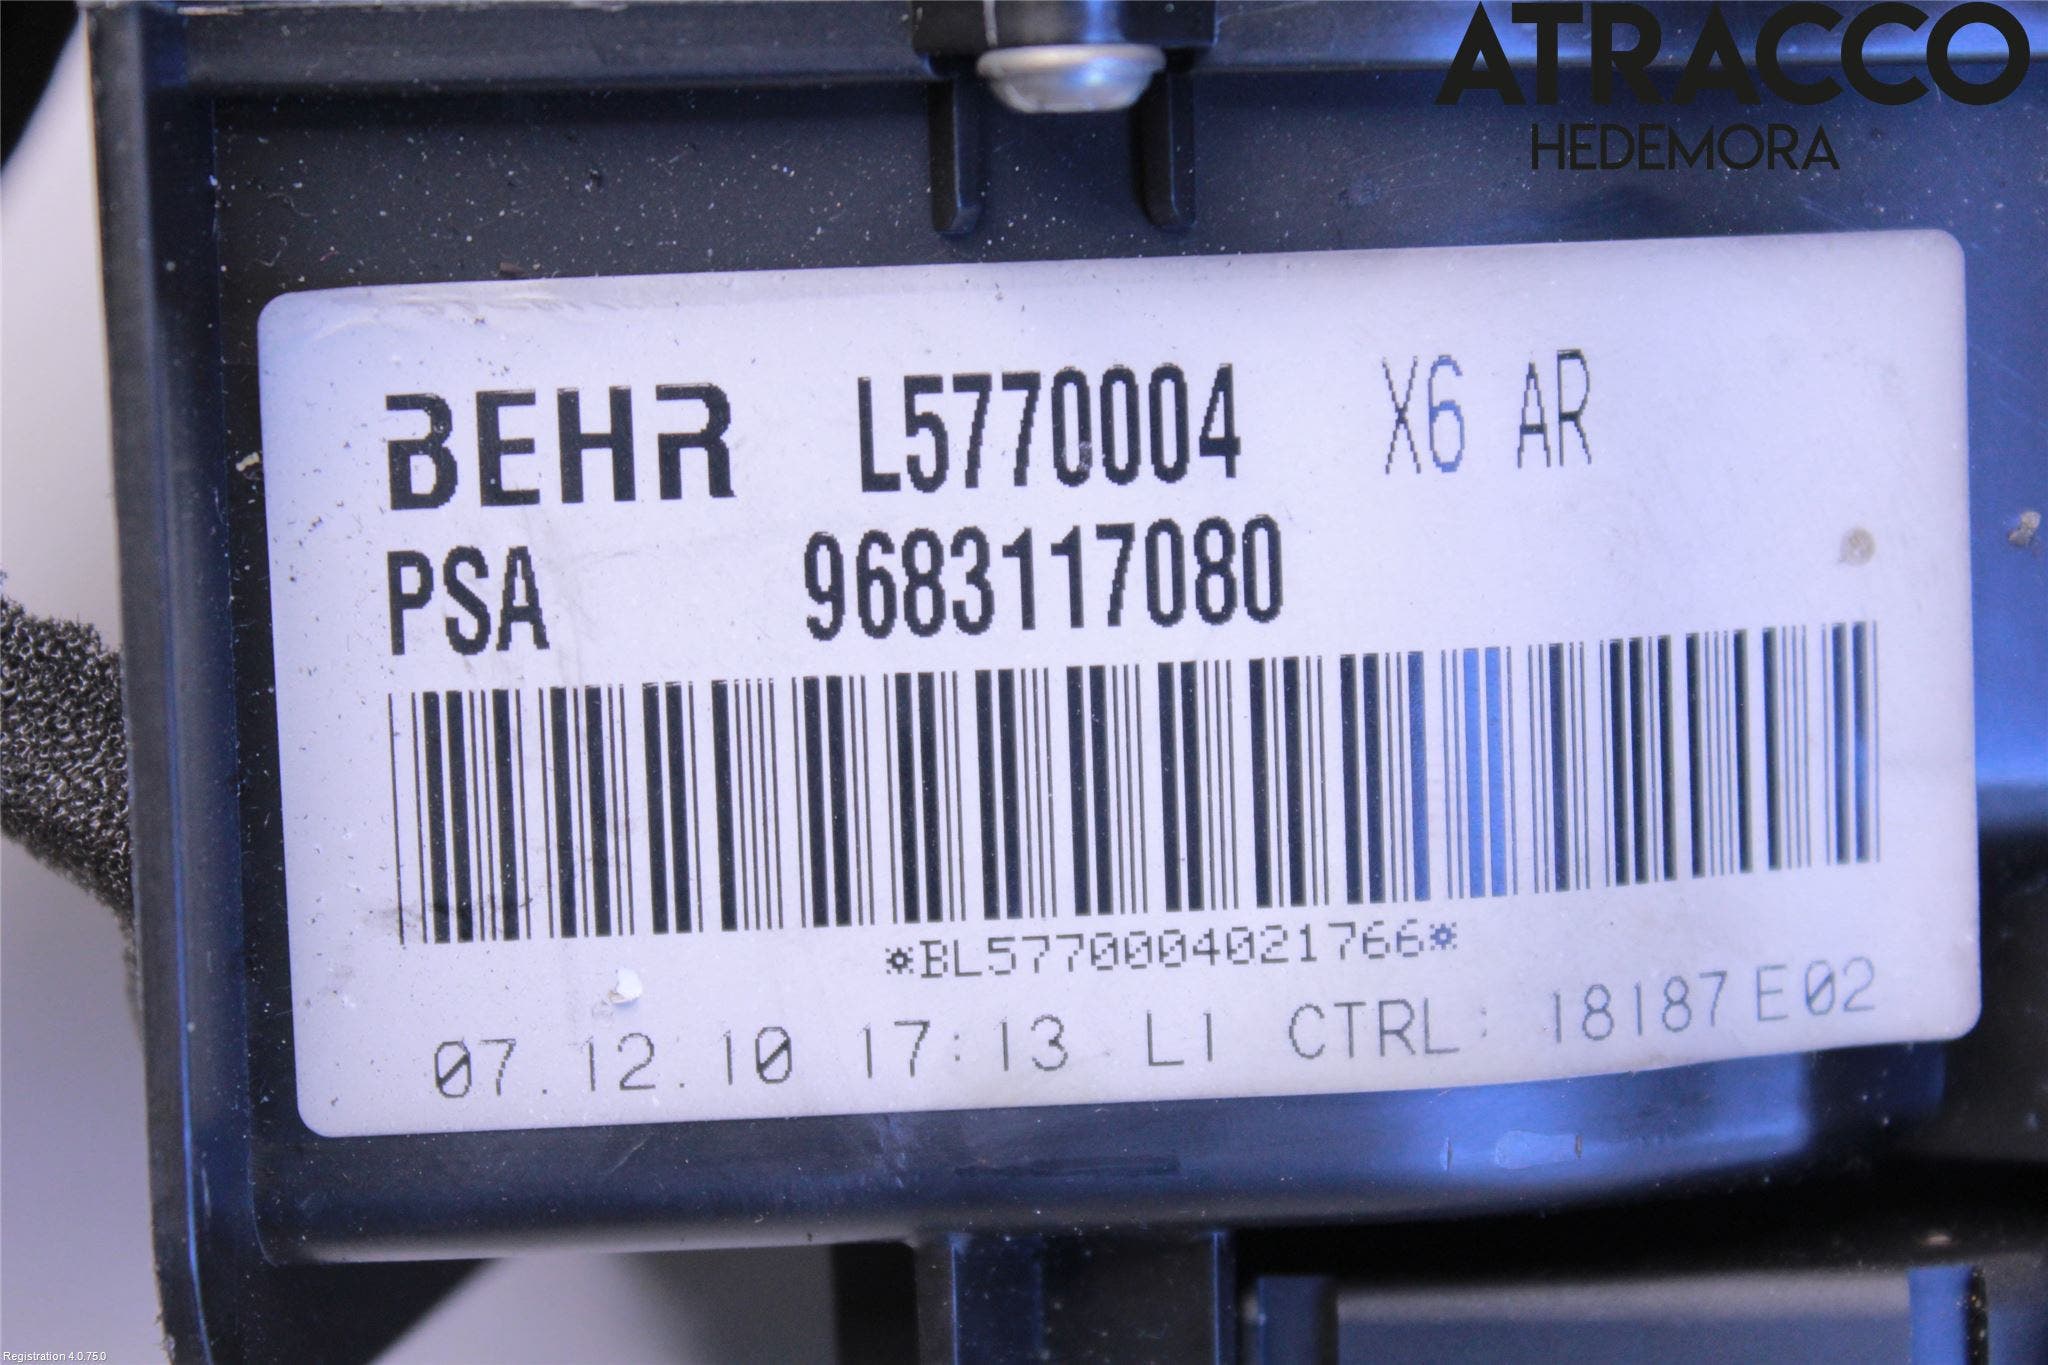 ATRACCO
HEDEMORA
BEHR L5770004 X6 AR
PSA 9683117080
*BL5770004021766*
07.12.10 17:13 L1 CTRL: 18187 E02
Registration 4.0.75.0